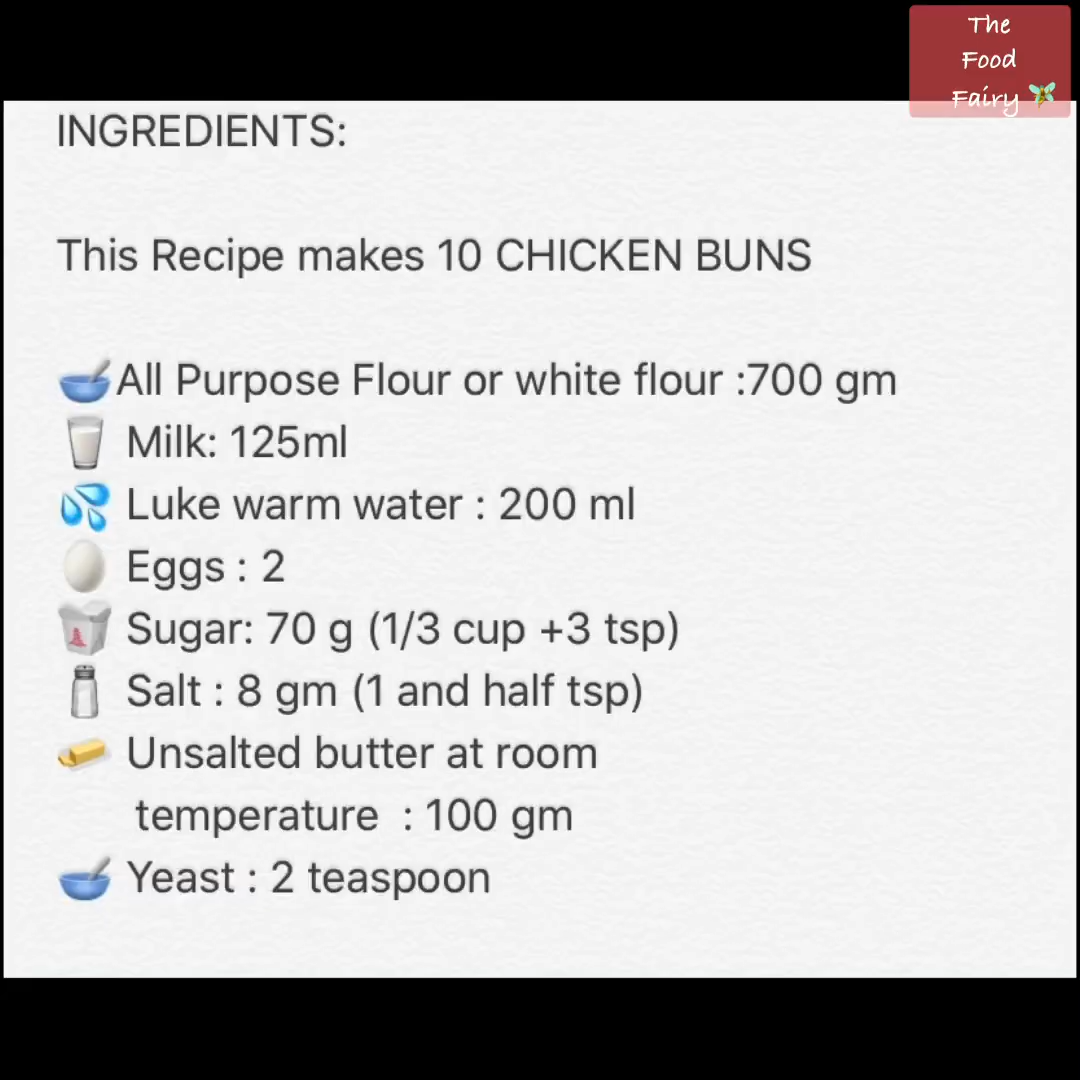 The
Food
Fairy
INGREDIENTS:
This Recipe makes 10 CHICKEN BUNS
All Purpose Flour or white flour :700 gm
Milk: 125ml
Luke warm water : 200 ml
Eggs : 2
Sugar: 70 g (1/3 cup +3 tsp)
Salt : 8 gm (1 and half tsp)
Unsalted butter at room
temperature : 100 gm
Yeast : 2 teaspoon